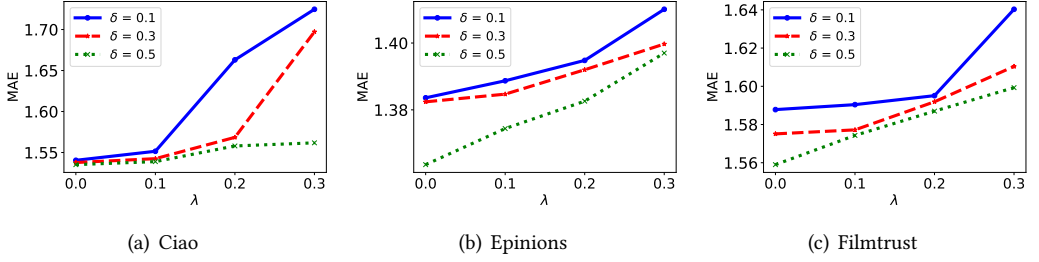 MAE
1.70
1.65
1.60
1.55
δ = 0.1
δ = 0.3
δ = 0.5
0.0 0.1 0.2 0.3
λ
(a) Ciao
MAE
1.40
1.38
δ = 0.1
δ = 0.3
δ = 0.5
0.0 0.1 0.2 0.3
λ
(b) Epinions
MAE
1.64
1.62
1.60
1.58
1.56
δ = 0.1
δ = 0.3
δ = 0.5
0.0 0.1 0.2 0.3
λ
(c) Filmtrust